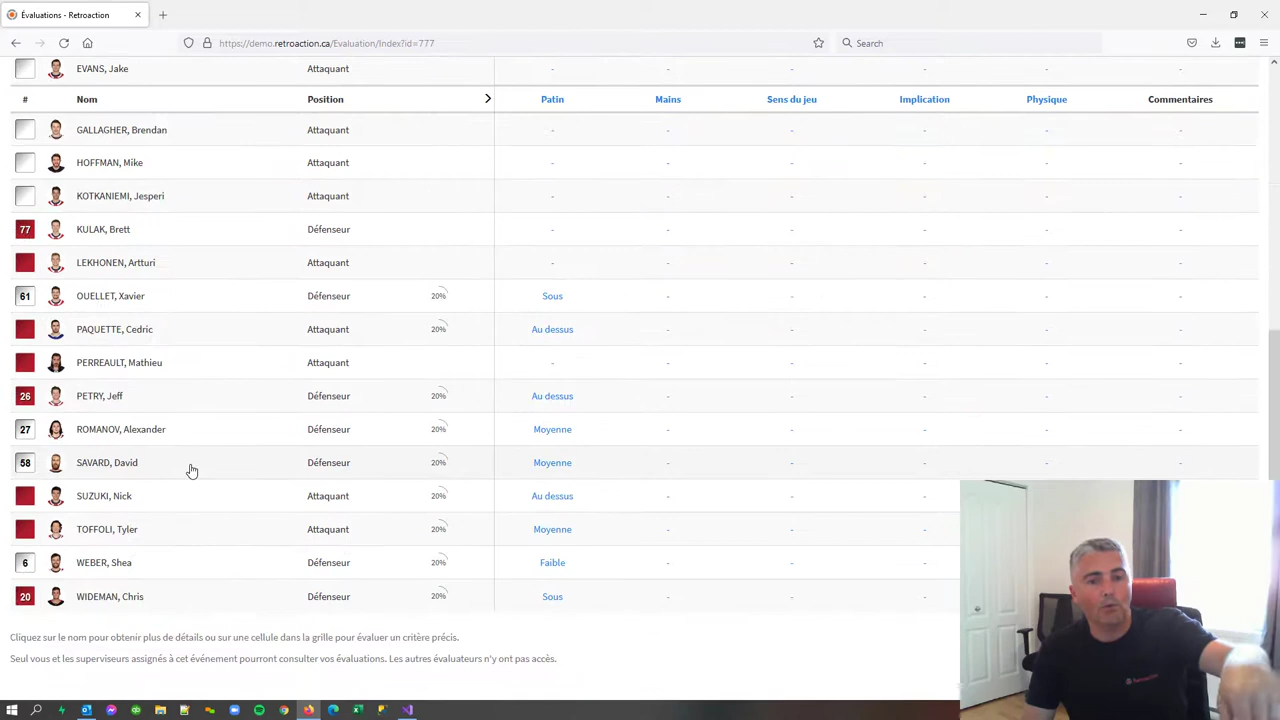 Évaluations - Retroaction
https://demo.retroaction.ca/Evaluation/Index?id=777
Search
EVANS, Jake Attaquant - - - - - -
# Nom Position Patin Mains Sens du jeu Implication Physique Commentaires
GALLAGHER, Brendan Attaquant - - - - - -
HOFFMAN, Mike Attaquant - - - - - -
KOTKANIEMI, Jesperi Attaquant - - - - - -
77 KULAK, Brett Défenseur - - - - - -
LEKHONEN, Artturi Attaquant - - - - - -
61 OUELLET, Xavier Défenseur 20% Sous - - - - -
PAQUETTE, Cedric Attaquant 20% Au dessus - - - - -
PERREAULT, Mathieu Attaquant - - - - - -
26 PETRY, Jeff Défenseur 20% Au dessus - - - - -
27 ROMANOV, Alexander Défenseur 20% Moyenne - - - - -
58 SAVARD, David Défenseur 20% Moyenne - - - - -
SUZUKI, Nick Attaquant 20% Au dessus - - -
TOFFOLI, Tyler Attaquant 20% Moyenne - - -
6 WEBER, Shea Défenseur 20% Faible - - -
20 WIDEMAN, Chris Défenseur 20% Sous - - -
Cliquez sur le nom pour obtenir plus de détails ou sur une cellule dans la grille pour évaluer un critère précis.
Seul vous et les superviseurs assignés à cet événement pourront consulter vos évaluations. Les autres évaluateurs n'y ont pas accès.